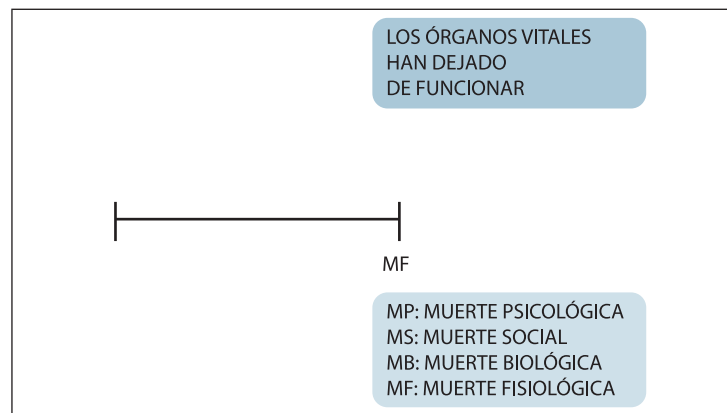 LOS ÓRGANOS VITALES
HAN DEJADO
DE FUNCIONAR
MF
MP: MUERTE PSICOLÓGICA
MS: MUERTE SOCIAL
MB: MUERTE BIOLÓGICA
MF: MUERTE FISIOLÓGICA